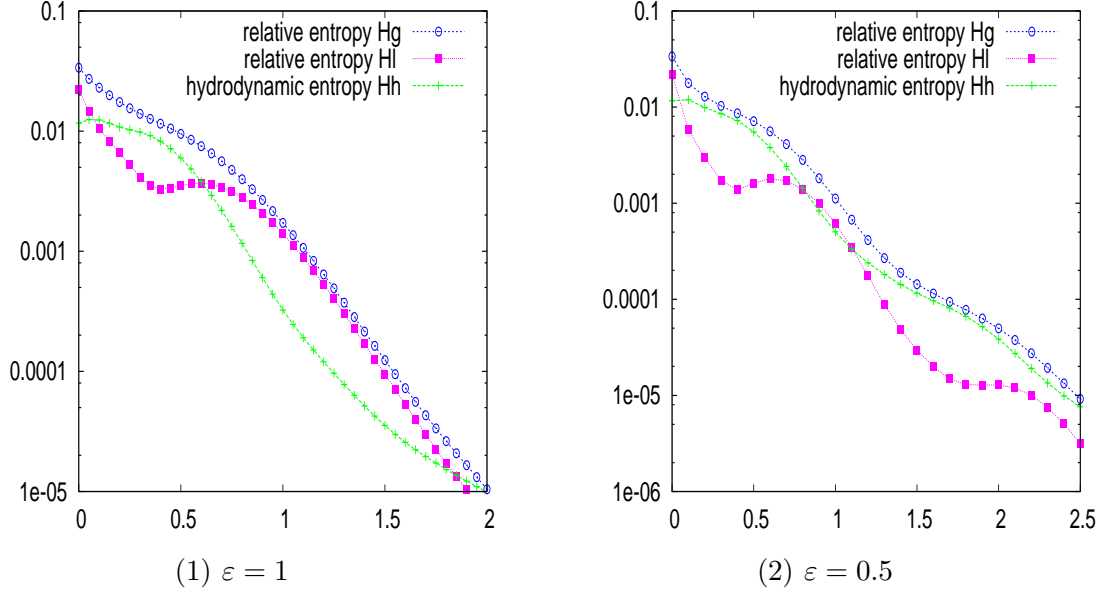 0.1
0.01
0.001
0.0001
1e-05
0 0.5 1 1.5 2
relative entropy Hg
relative entropy Hl
hydrodynamic entropy Hh
(1) ε = 1
0.1
0.01
0.001
0.0001
1e-05
1e-06
0 0.5 1 1.5 2 2.5
relative entropy Hg
relative entropy Hl
hydrodynamic entropy Hh
(2) ε = 0.5